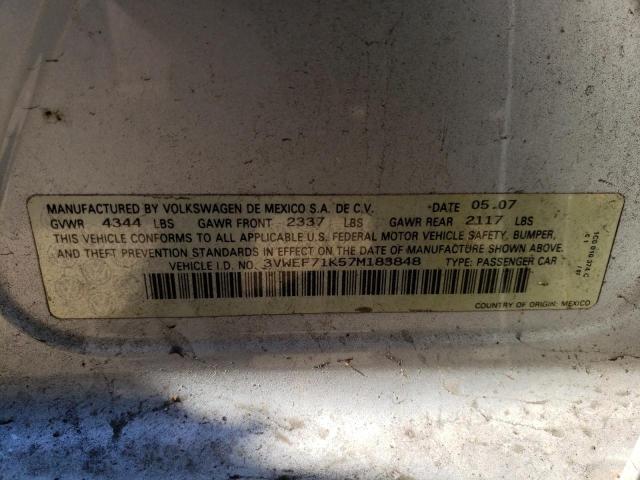 MANUFACTURED BY VOLKSWAGEN DE MEXICO S.A. DE C.V. DATE 05.07
GVWR 4344 LBS GAWR FRONT 2337 LBS GAWR REAR 2117 LBS
THIS VEHICLE CONFORMS TO ALL APPLICABLE U.S. FEDERAL MOTOR VEHICLE SAFETY, BUMPER,
AND THEFT PREVENTION STANDARDS IN EFFECT ON THE DATE OF MANUFACTURE SHOWN ABOVE.
VEHICLE I.D. NO. 3VWEF71K57M183848 TYPE: PASSENGER CAR
COUNTRY OF ORIGIN: MEXICO